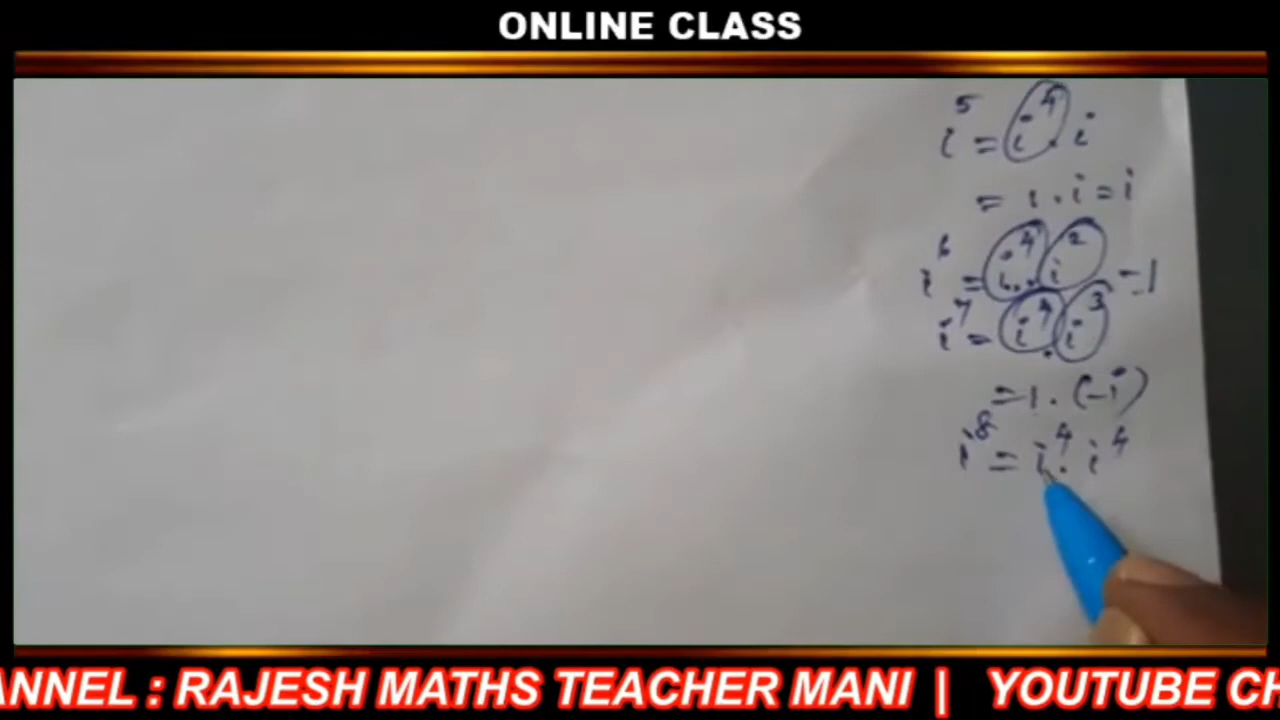 ONLINE CLASS
i⁵ = i⁴ . i
= 1 . i = i
i⁶ = i⁴ . i² = -1
i⁷ = i⁴ . i³
= 1 . (-i)
i⁸ = i⁴ . i⁴
ANNEL : RAJESH MATHS TEACHER MANI | YOUTUBE CH